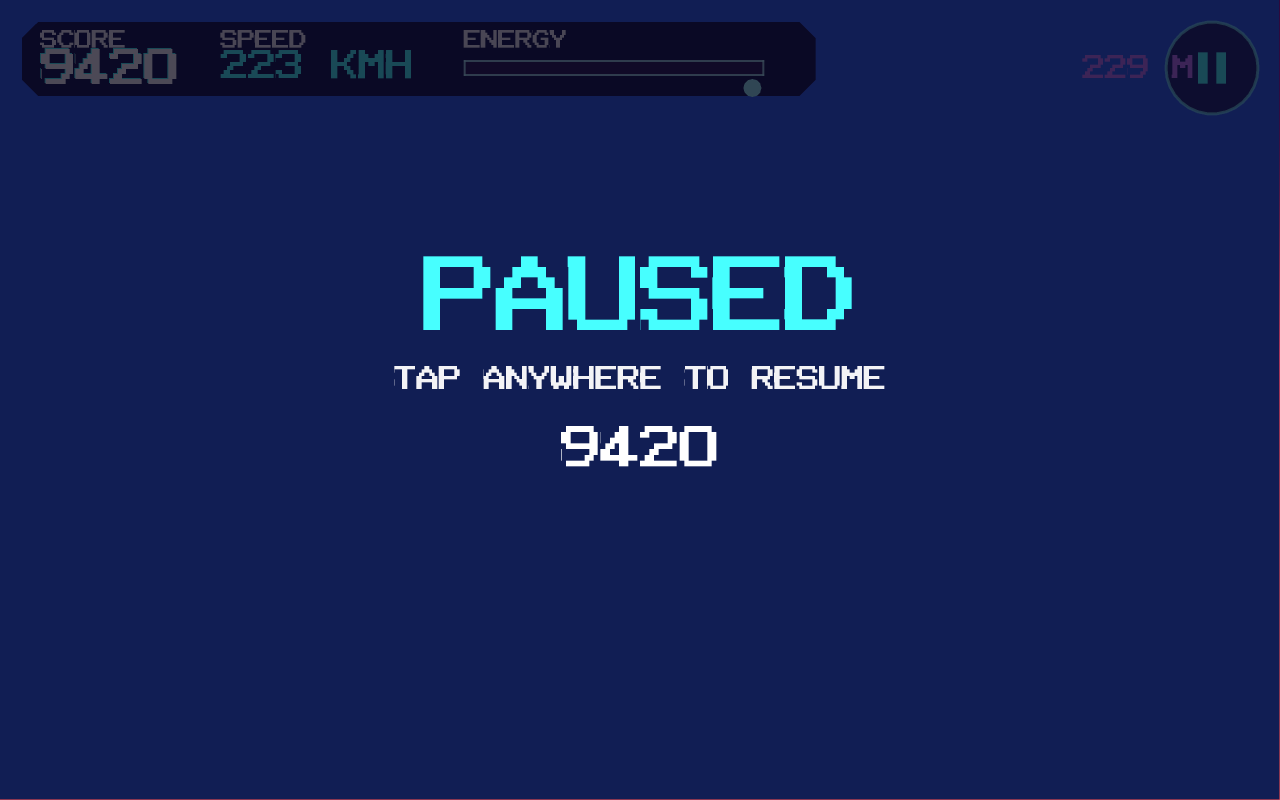 SCORE SPEED ENERGY
9420 223 KMH 229 M
PAUSED
TAP ANYWHERE TO RESUME
9420